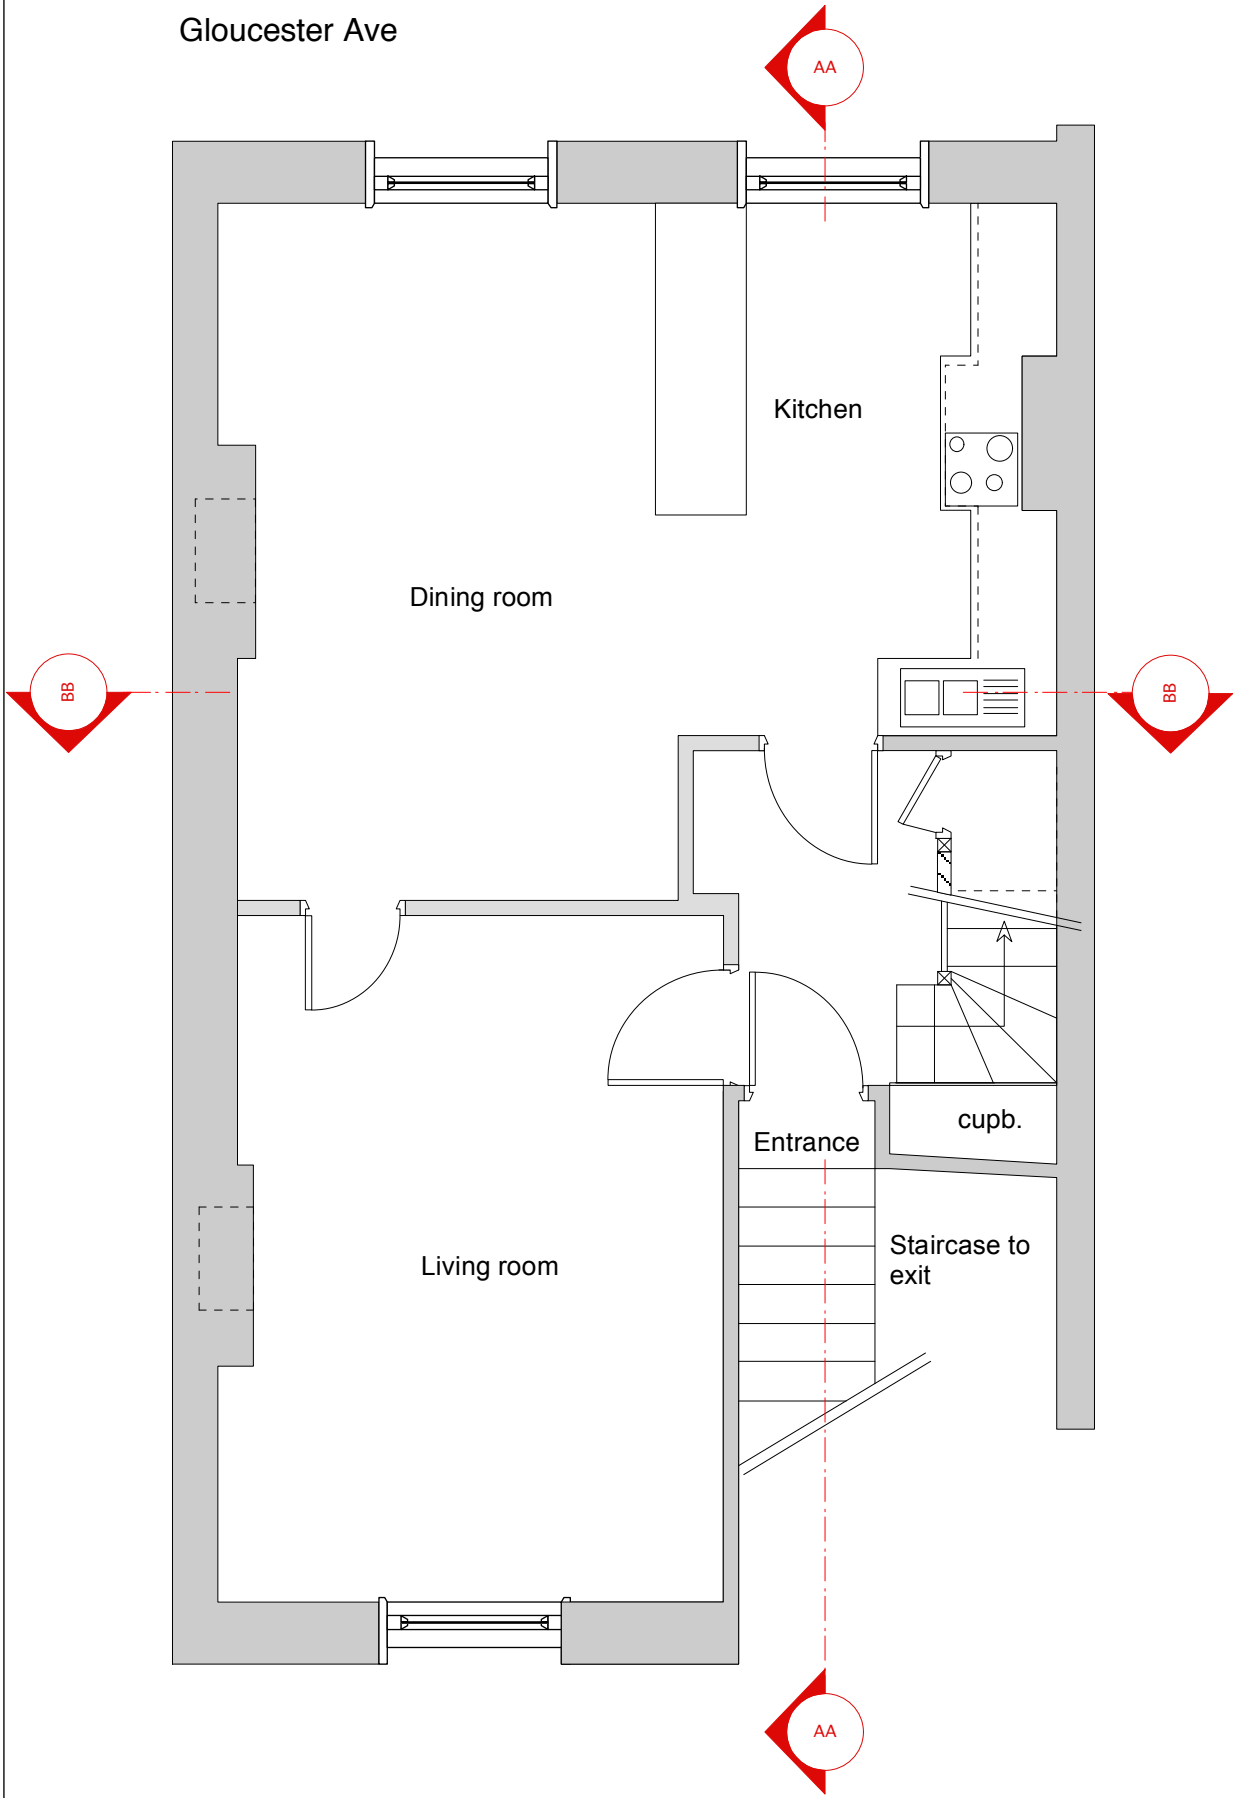 Gloucester Ave
AA
Kitchen
Dining room
BB
BB
cupb.
Entrance
Staircase to
exit
Living room
AA